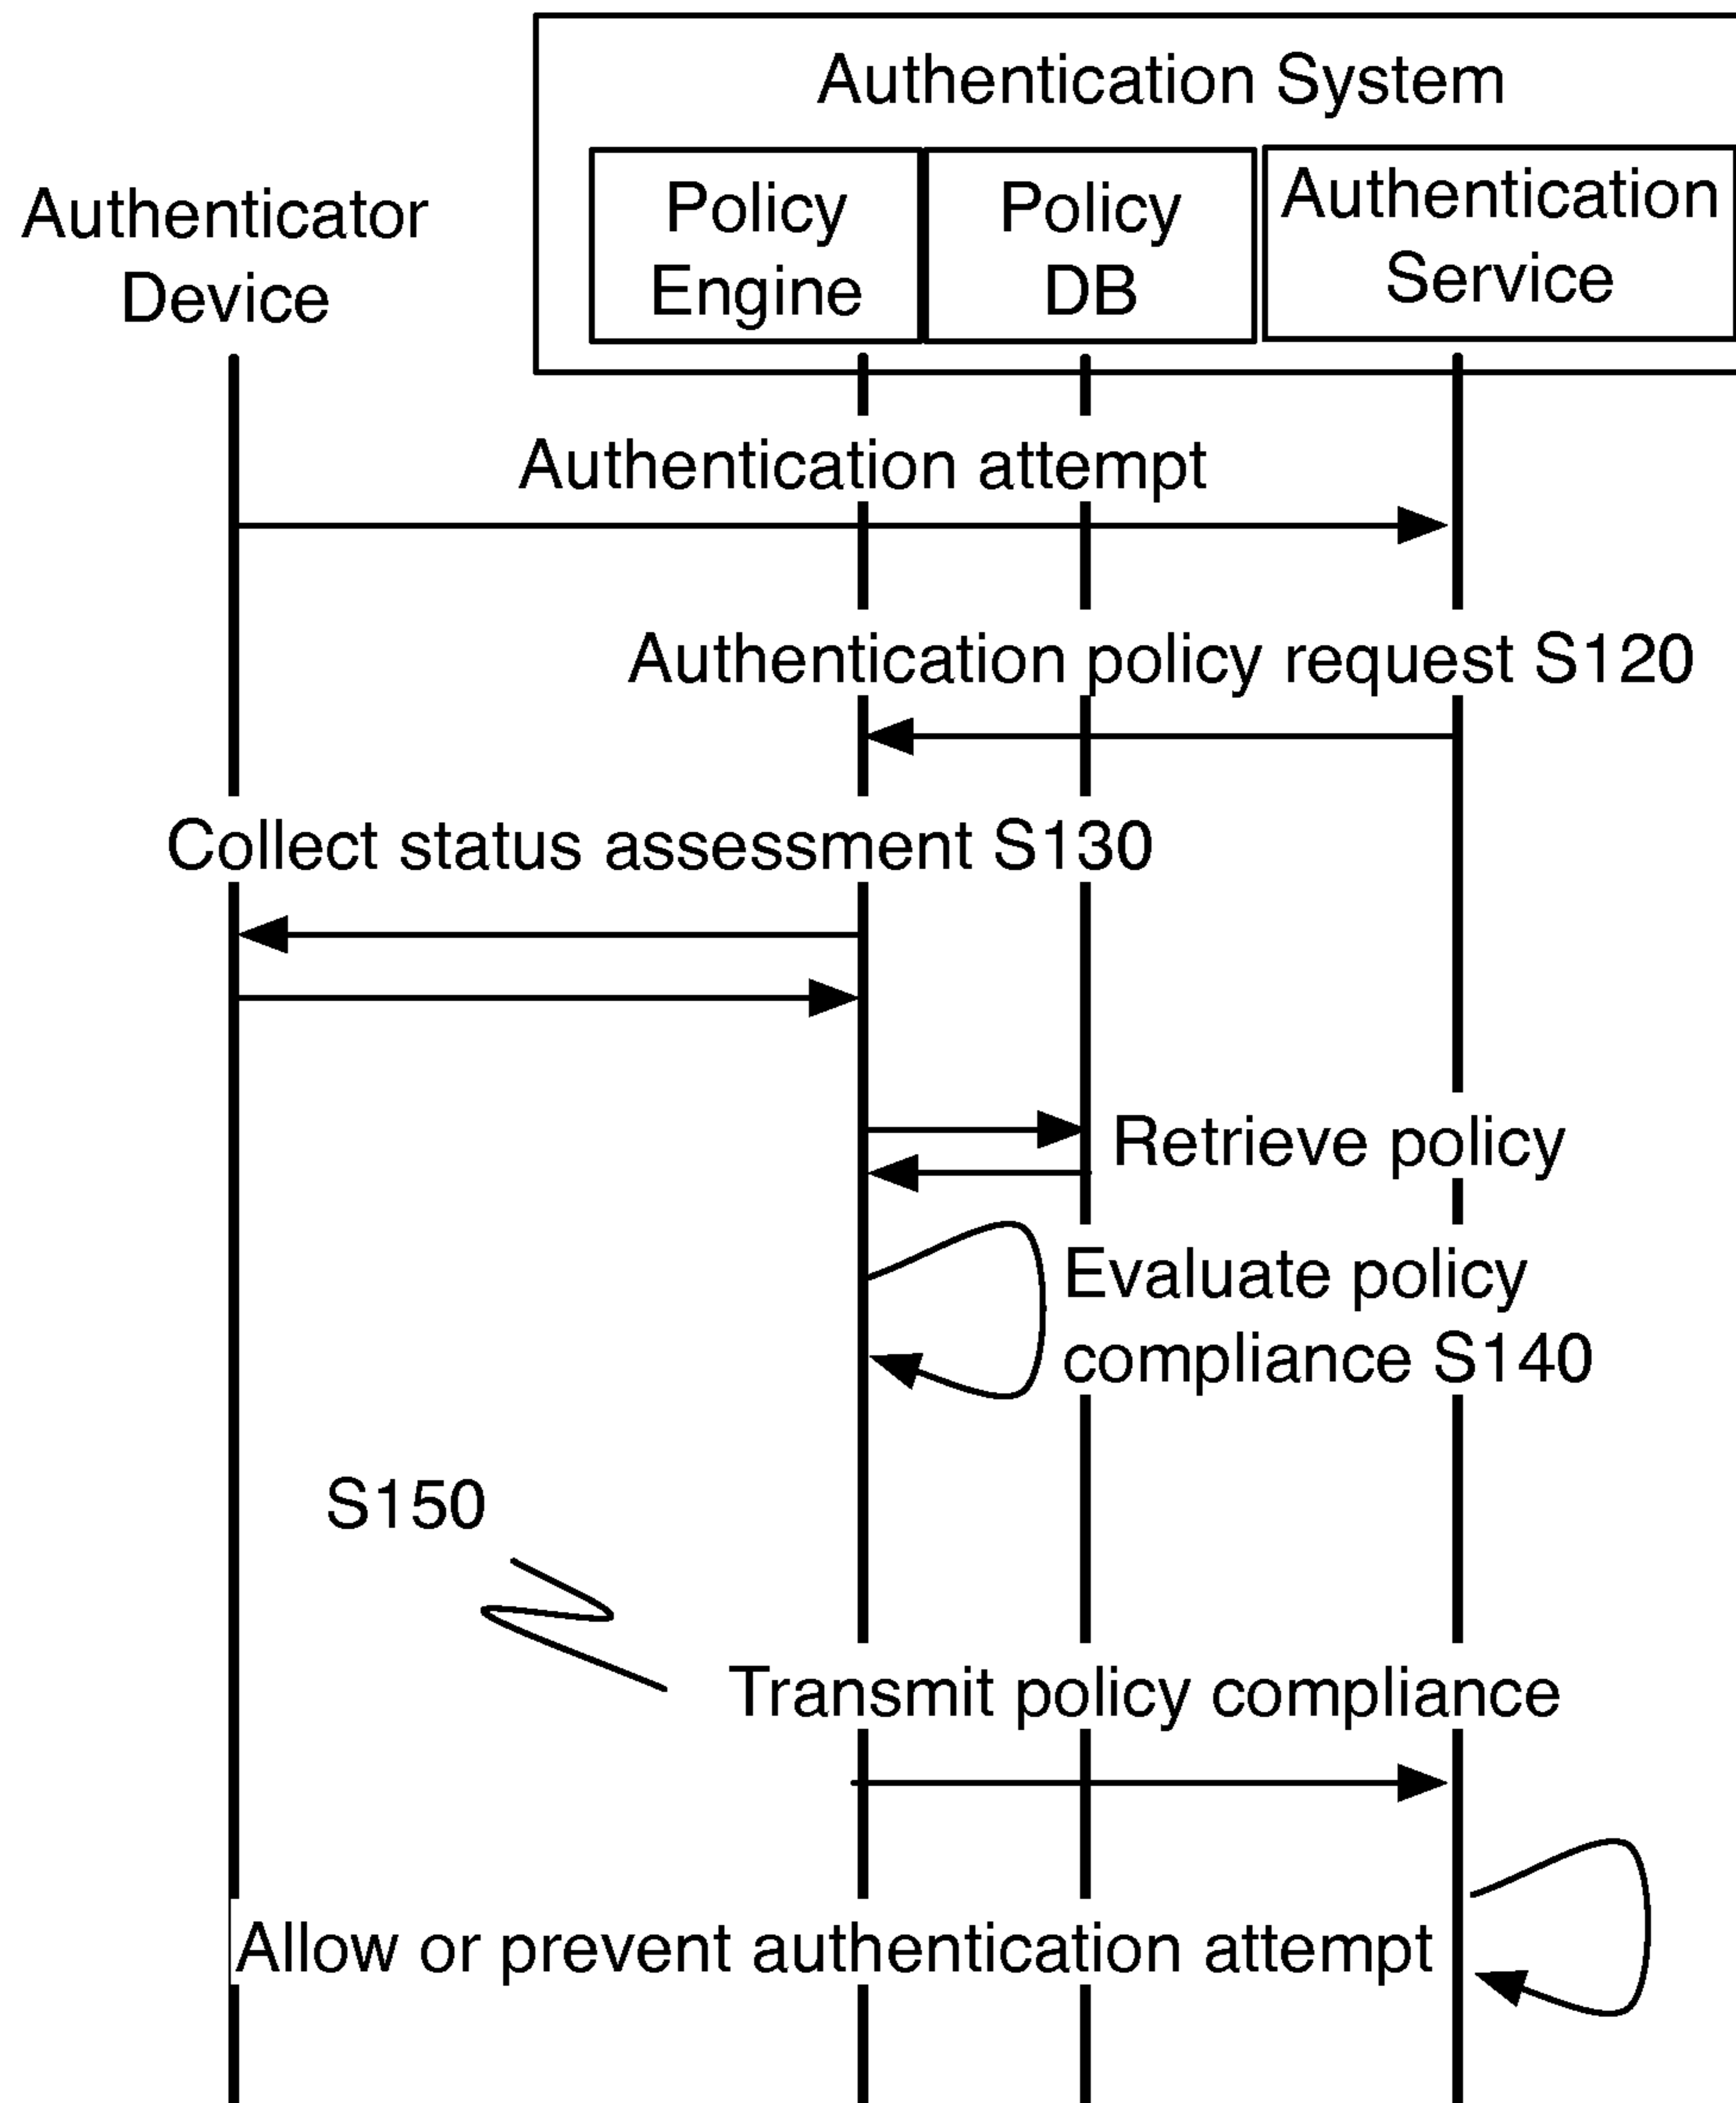 Authentication System
Authenticator
Device
Policy
Engine
Policy
DB
Authentication
Service
Authentication attempt
Authentication policy request S120
Collect status assessment S130
Retrieve policy
Evaluate policy
compliance S140
S150
Transmit policy compliance
Allow or prevent authentication attempt